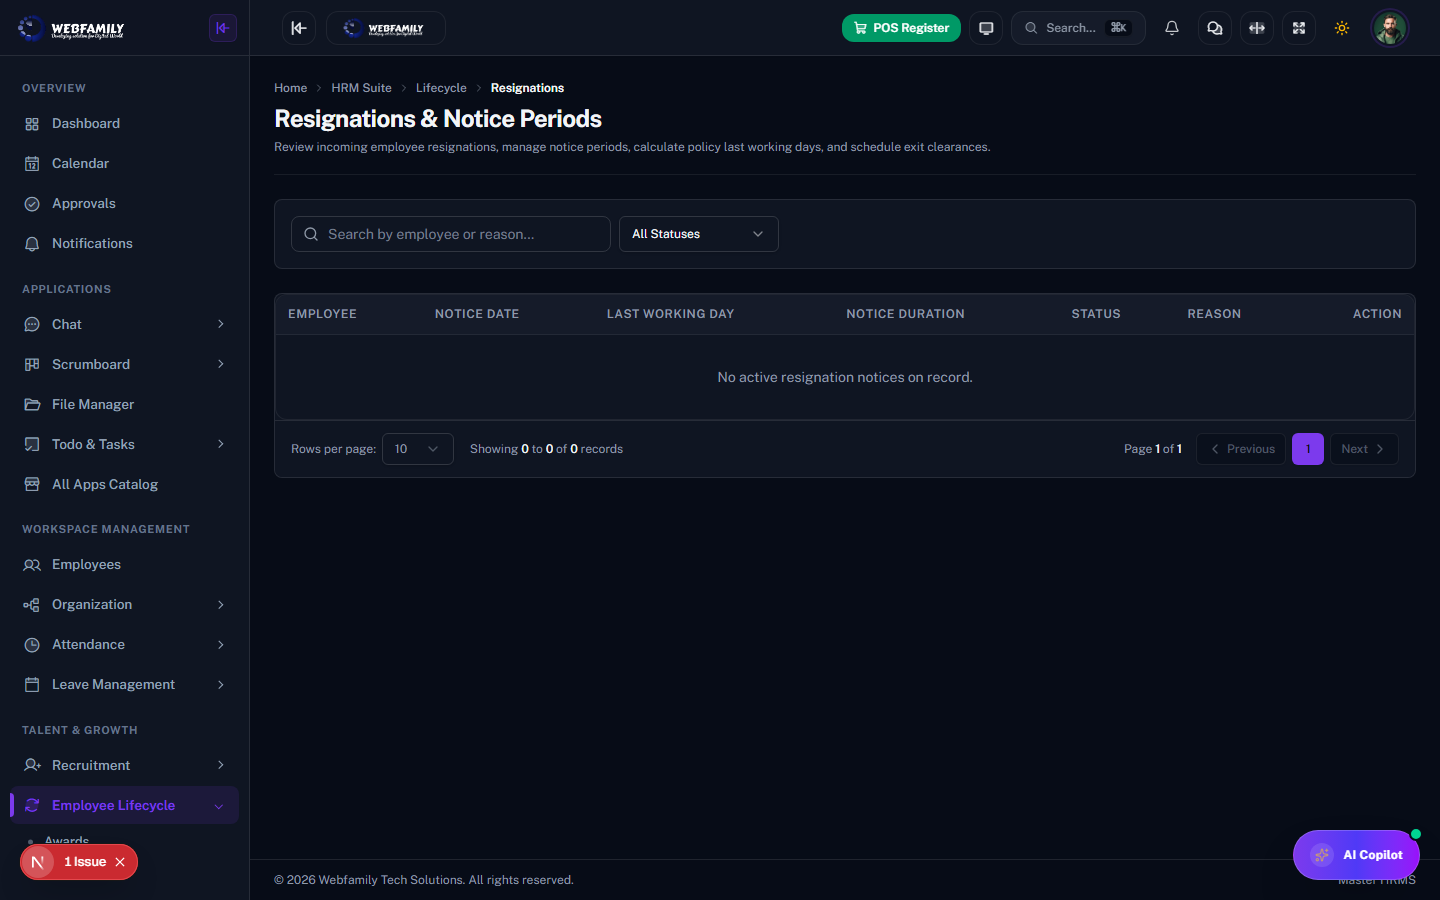 WEBFAMILY
WEBFAMILY
POS Register
Search...
⌘K
OVERVIEW
Dashboard
Calendar
Approvals
Notifications
APPLICATIONS
Chat
Scrumboard
File Manager
Todo & Tasks
All Apps Catalog
WORKSPACE MANAGEMENT
Employees
Organization
Attendance
Leave Management
TALENT & GROWTH
Recruitment
Employee Lifecycle
Awards
N 1 Issue
Home > HRM Suite > Lifecycle > Resignations
Resignations & Notice Periods
Review incoming employee resignations, manage notice periods, calculate policy last working days, and schedule exit clearances.
Search by employee or reason...
All Statuses
EMPLOYEE NOTICE DATE LAST WORKING DAY NOTICE DURATION STATUS REASON ACTION
No active resignation notices on record.
Rows per page: 10 Showing 0 to 0 of 0 records Page 1 of 1 Previous 1 Next
AI Copilot
© 2026 Webfamily Tech Solutions. All rights reserved.
Master HRMS